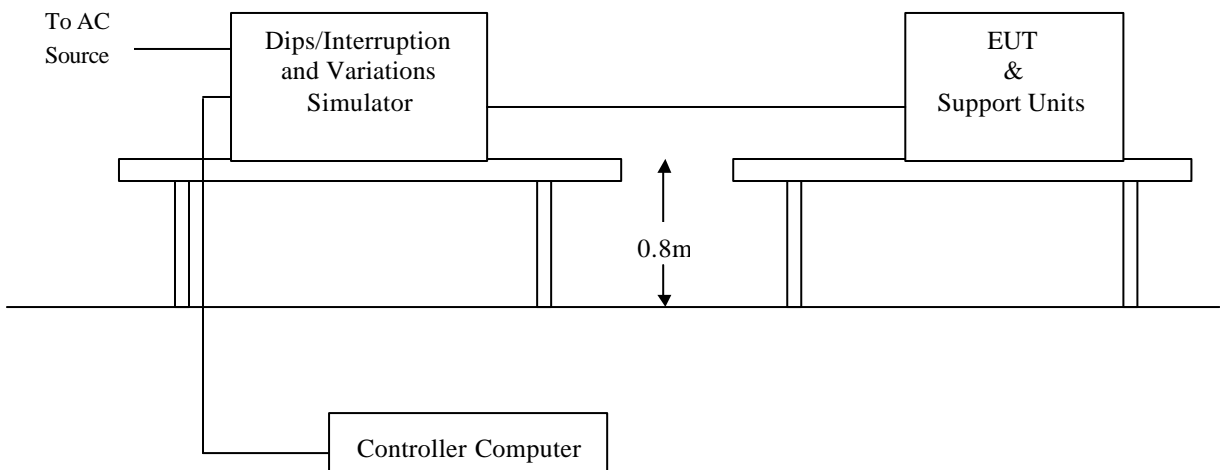 To AC
Source
Dips/Interruption
and Variations
Simulator
EUT
&
Support Units
0.8m
Controller Computer